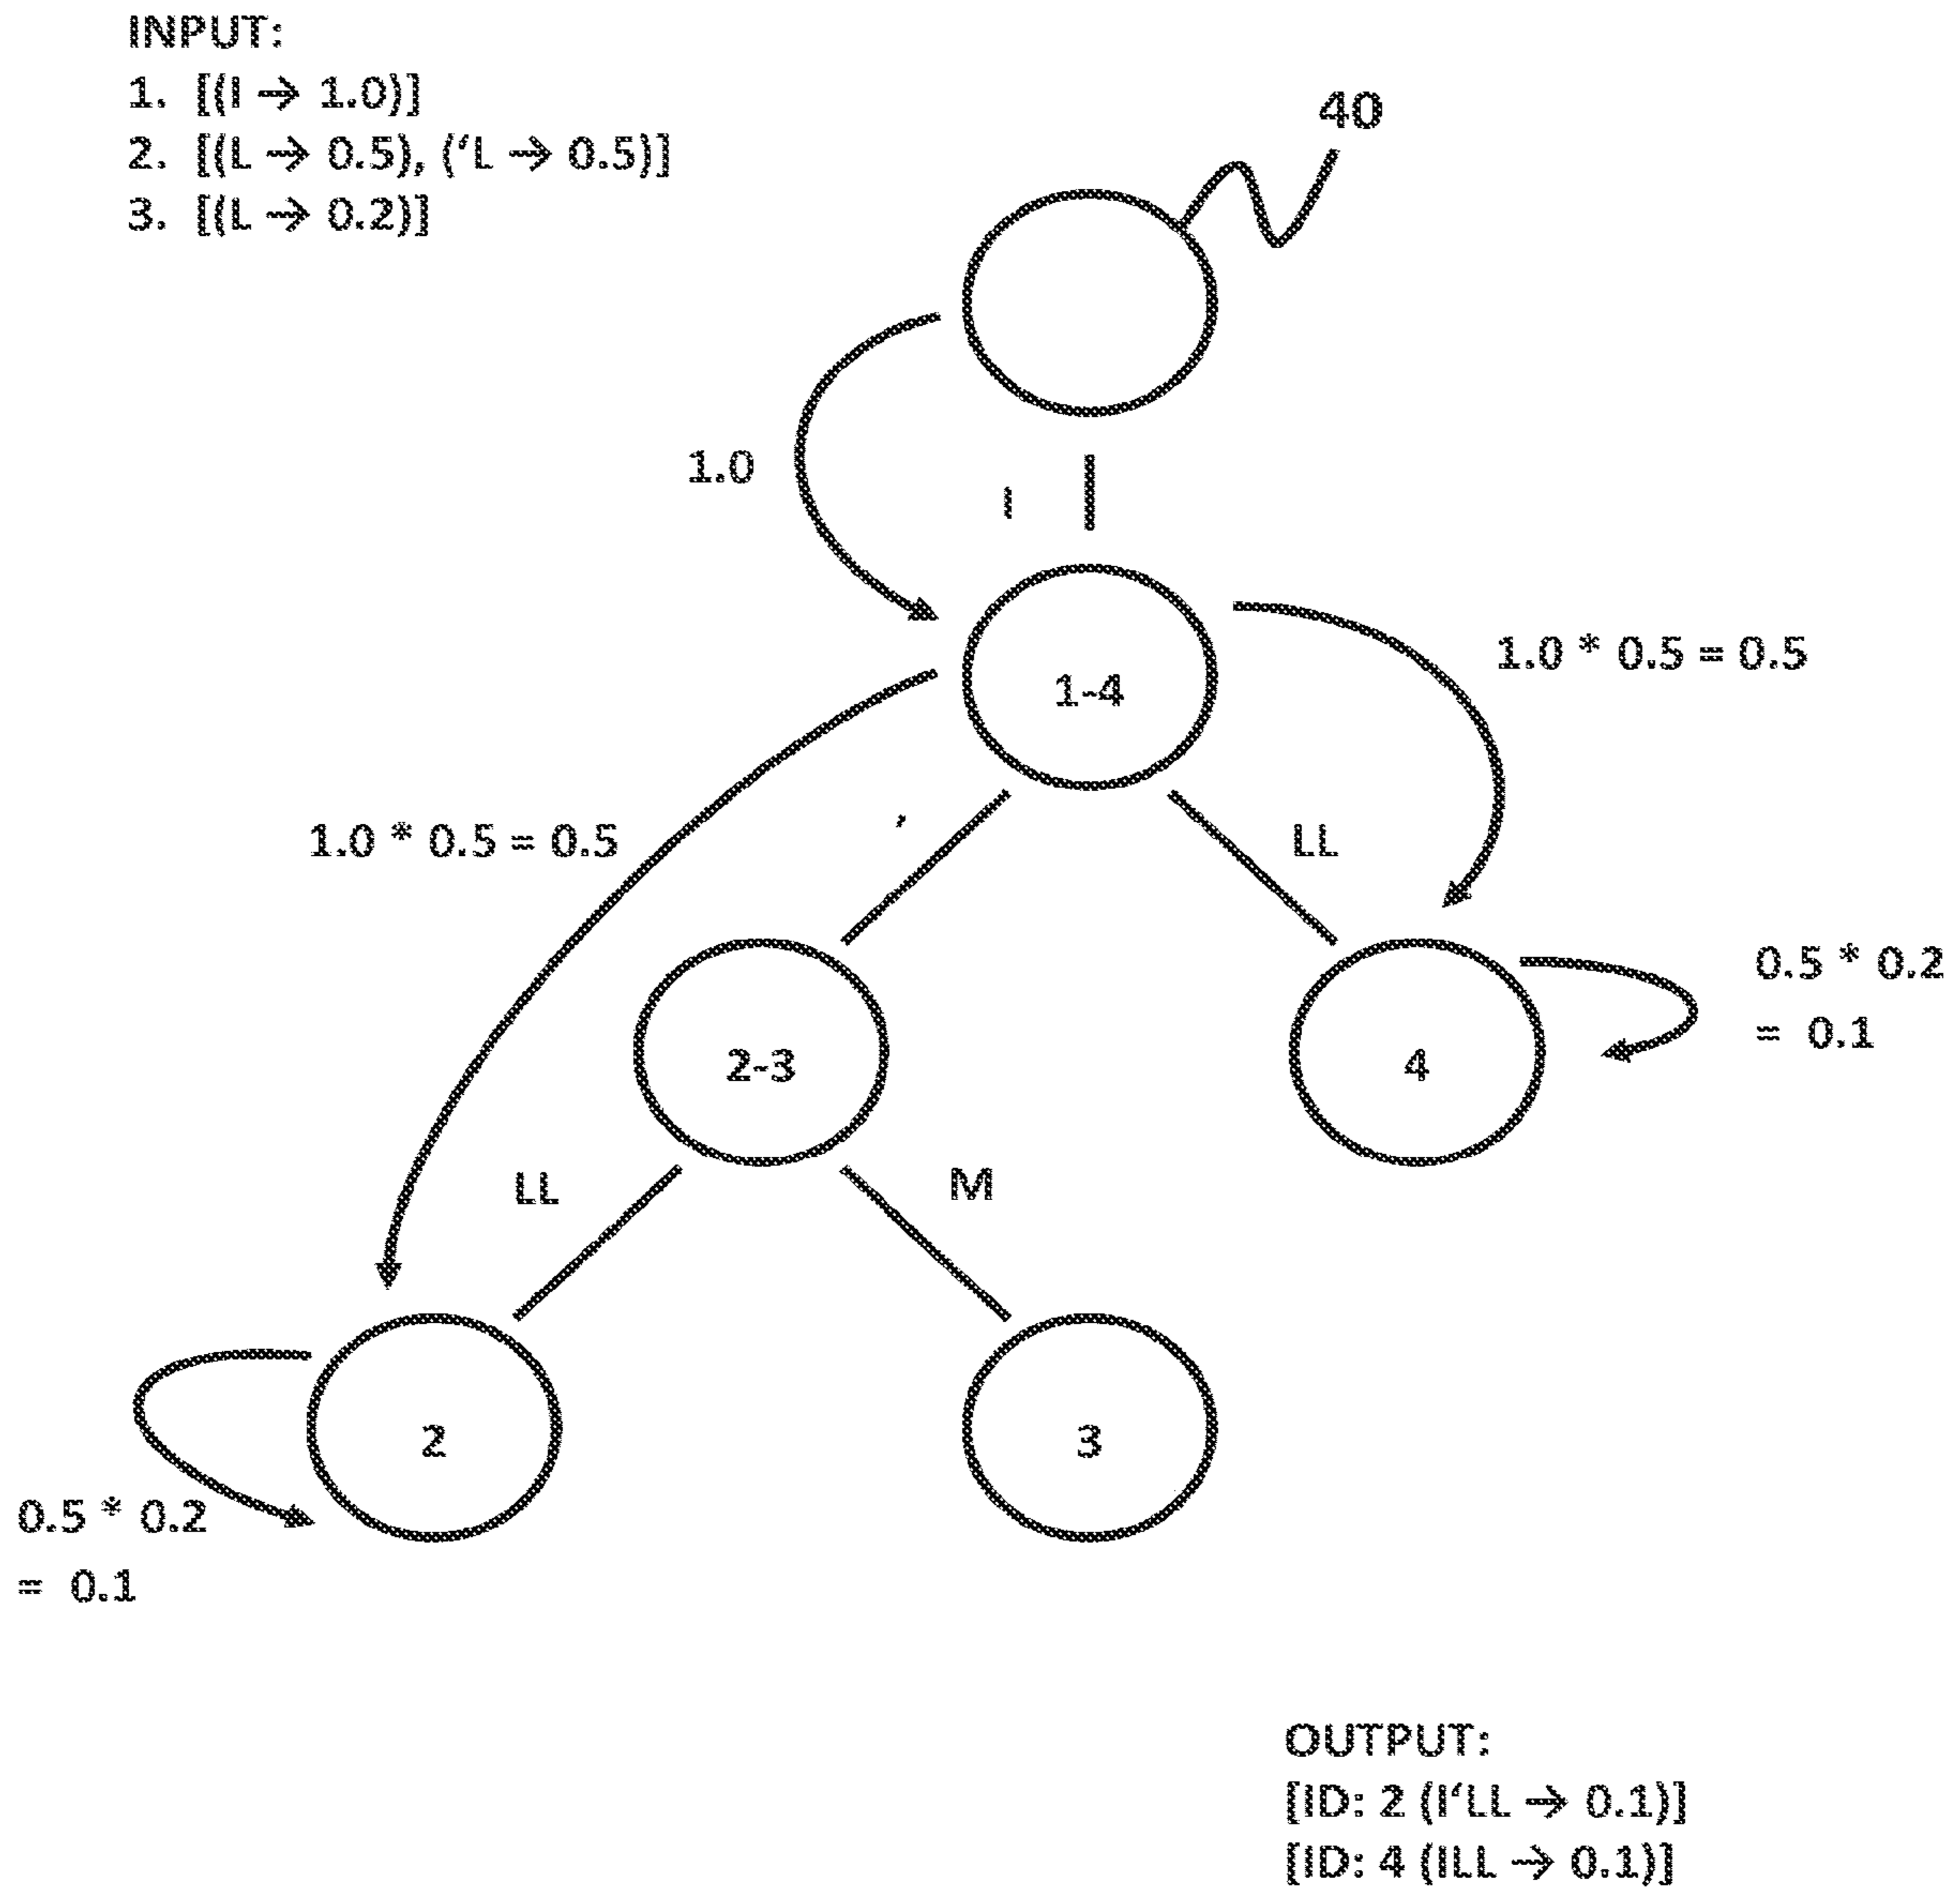 INPUT:
1. [(I → 1.0)]
2. [(L → 0.5), (‘L → 0.5)]
3. [(L → 0.2)]
40
1.0
I
1.0 * 0.5 = 0.5
1-4
1.0 * 0.5 = 0.5
‚
LL
0.5 * 0.2
= 0.1
2-3
4
LL
M
2
3
0.5 * 0.2
= 0.1
OUTPUT:
[ID: 2 (I‘LL → 0.1)]
[ID: 4 (ILL → 0.1)]